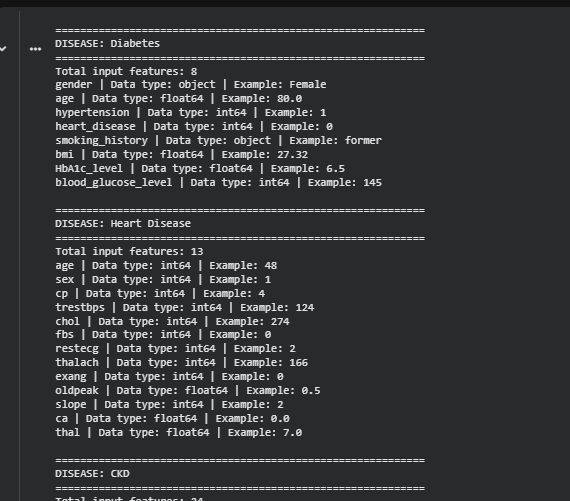 ============================================================
DISEASE: Diabetes
============================================================
Total input features: 8
gender | Data type: object | Example: Female
age | Data type: float64 | Example: 80.0
hypertension | Data type: int64 | Example: 1
heart_disease | Data type: int64 | Example: 0
smoking_history | Data type: object | Example: former
bmi | Data type: float64 | Example: 27.32
HbA1c_level | Data type: float64 | Example: 6.5
blood_glucose_level | Data type: int64 | Example: 145
============================================================
DISEASE: Heart Disease
============================================================
Total input features: 13
age | Data type: int64 | Example: 48
sex | Data type: int64 | Example: 1
cp | Data type: int64 | Example: 4
trestbps | Data type: int64 | Example: 124
chol | Data type: int64 | Example: 274
fbs | Data type: int64 | Example: 0
restecg | Data type: int64 | Example: 2
thalach | Data type: int64 | Example: 166
exang | Data type: int64 | Example: 0
oldpeak | Data type: float64 | Example: 0.5
slope | Data type: int64 | Example: 2
ca | Data type: float64 | Example: 0.0
thal | Data type: float64 | Example: 7.0
============================================================
DISEASE: CKD
============================================================
Total input features: 24